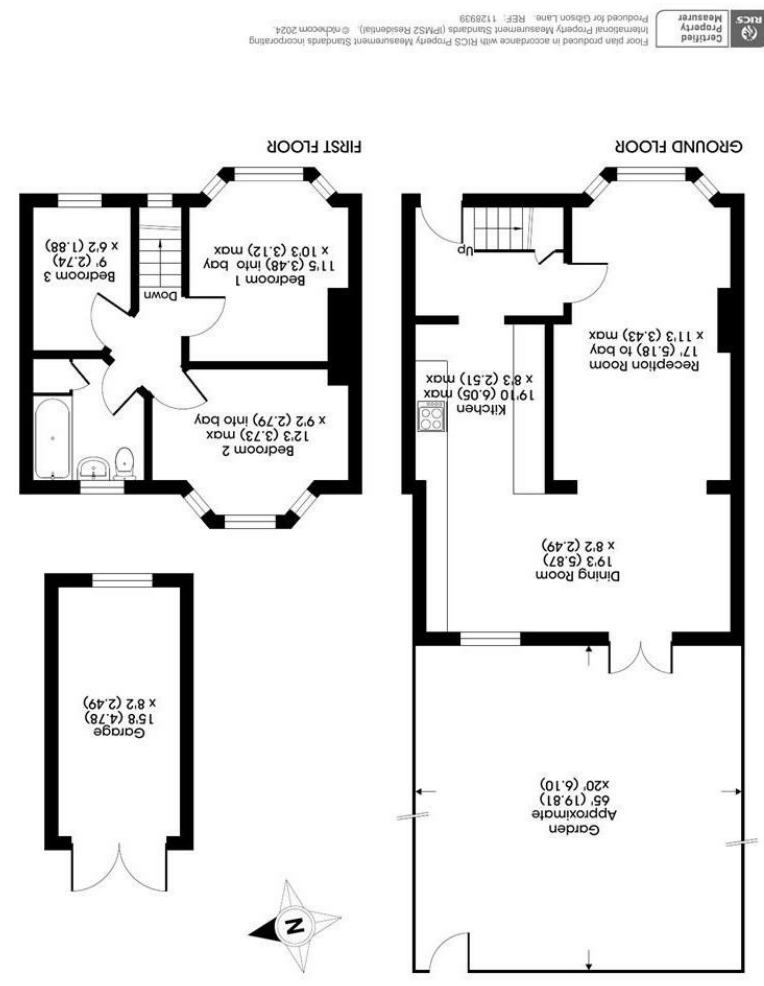 Garden
Approximate
65' (19.81)
x20' (6.10)
N
Garage
15'8 (4.78)
x 8'2 (2.49)
Dining Room
19'3 (5.87)
x 8'2 (2.49)
Kitchen
19'10 (6.05) max
x 8'3 (2.51) max
Reception Room
17' (5.18) to bay
x 11'3 (3.43) max
Up
GROUND FLOOR
Bedroom 2
12'3 (3.73) max
x 9'2 (2.79) into bay
Bedroom 1
11'5 (3.48) into bay
x 10'3 (3.12) max
Bedroom 3
9' (2.74)
x 6'2 (1.88)
Down
FIRST FLOOR
RICS
Certified
Property
Measurer
Floor plan produced in accordance with RICS Property Measurement Standards incorporating
International Property Measurement Standards (IPMS2 Residential). © nichecom 2024.
Produced for Gibson Lane. REF: 1128939